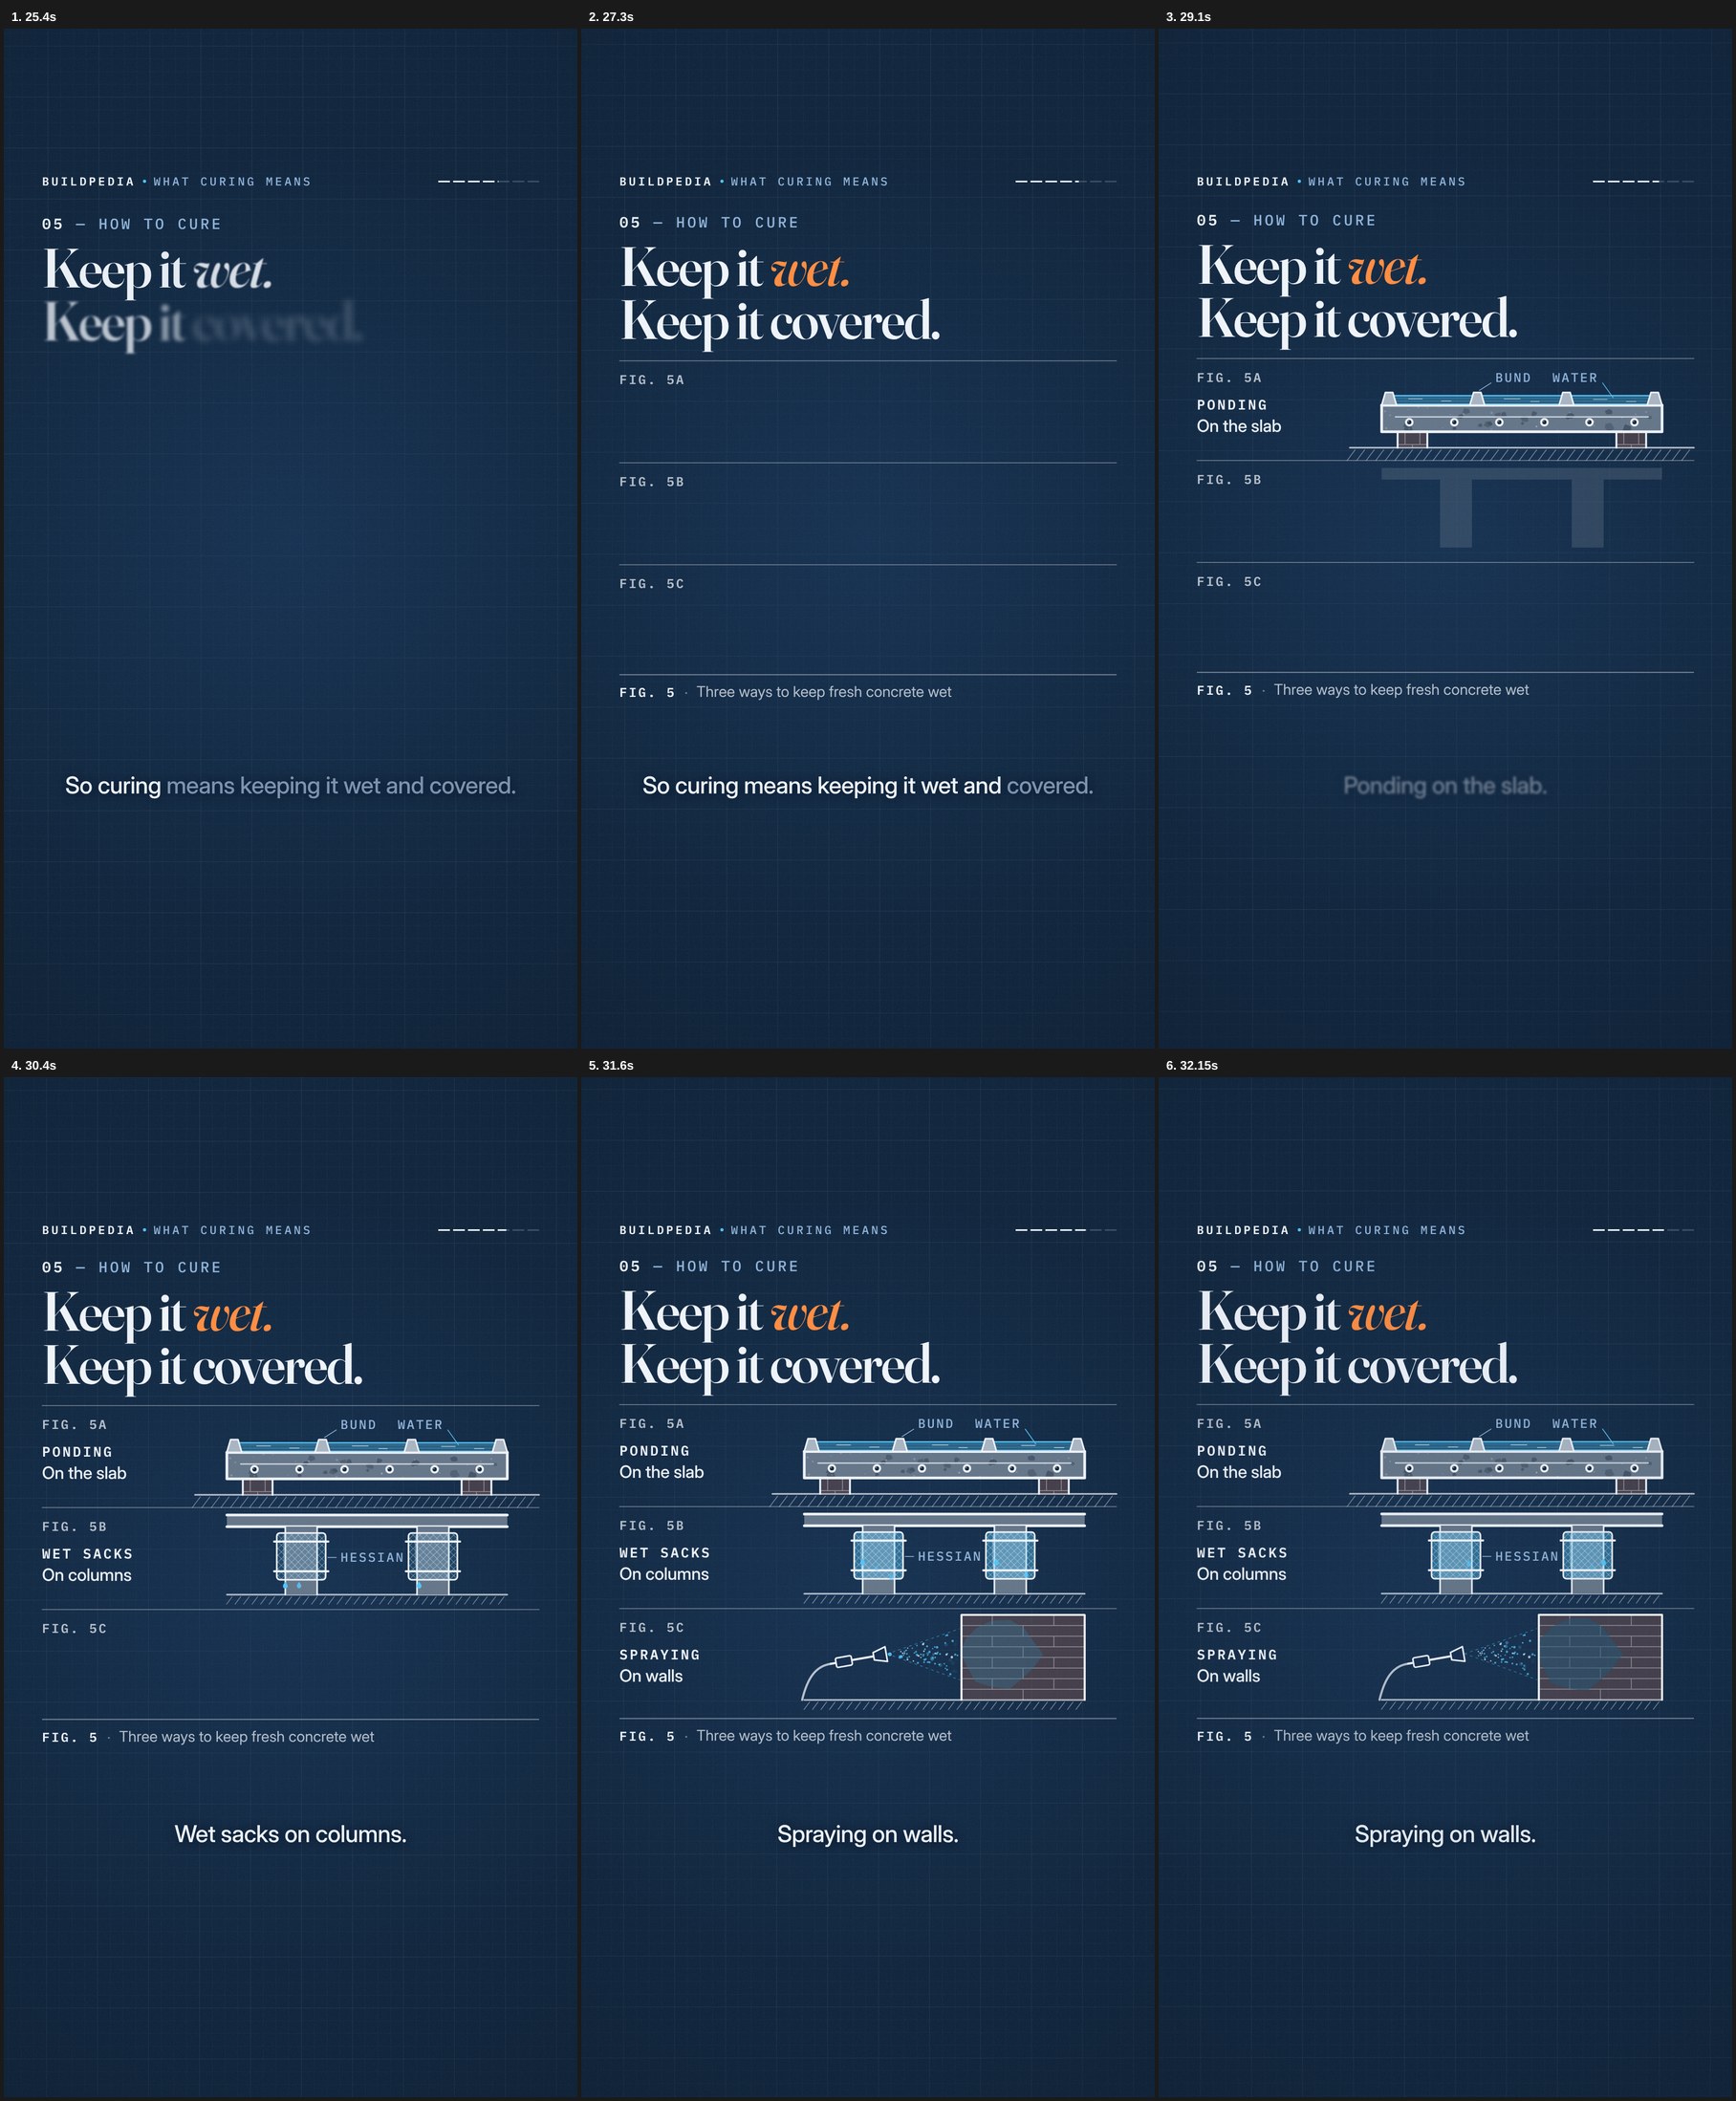 1. 25.4s
BUILDPEDIA • WHAT CURING MEANS
05 — HOW TO CURE
Keep it wet.
Keep it covered.
So curing means keeping it wet and covered.
2. 27.3s
BUILDPEDIA • WHAT CURING MEANS
05 — HOW TO CURE
Keep it wet.
Keep it covered.
FIG. 5A
FIG. 5B
FIG. 5C
FIG. 5 · Three ways to keep fresh concrete wet
So curing means keeping it wet and covered.
3. 29.1s
BUILDPEDIA • WHAT CURING MEANS
05 — HOW TO CURE
Keep it wet.
Keep it covered.
FIG. 5A
BUND WATER
PONDING
On the slab
FIG. 5B
FIG. 5C
FIG. 5 · Three ways to keep fresh concrete wet
Ponding on the slab.
4. 30.4s
BUILDPEDIA • WHAT CURING MEANS
05 — HOW TO CURE
Keep it wet.
Keep it covered.
FIG. 5A
BUND WATER
PONDING
On the slab
FIG. 5B
WET SACKS
HESSIAN
On columns
FIG. 5C
FIG. 5 · Three ways to keep fresh concrete wet
Wet sacks on columns.
5. 31.6s
BUILDPEDIA • WHAT CURING MEANS
05 — HOW TO CURE
Keep it wet.
Keep it covered.
FIG. 5A
BUND WATER
PONDING
On the slab
FIG. 5B
WET SACKS
HESSIAN
On columns
FIG. 5C
SPRAYING
On walls
FIG. 5 · Three ways to keep fresh concrete wet
Spraying on walls.
6. 32.15s
BUILDPEDIA • WHAT CURING MEANS
05 — HOW TO CURE
Keep it wet.
Keep it covered.
FIG. 5A
BUND WATER
PONDING
On the slab
FIG. 5B
WET SACKS
HESSIAN
On columns
FIG. 5C
SPRAYING
On walls
FIG. 5 · Three ways to keep fresh concrete wet
Spraying on walls.